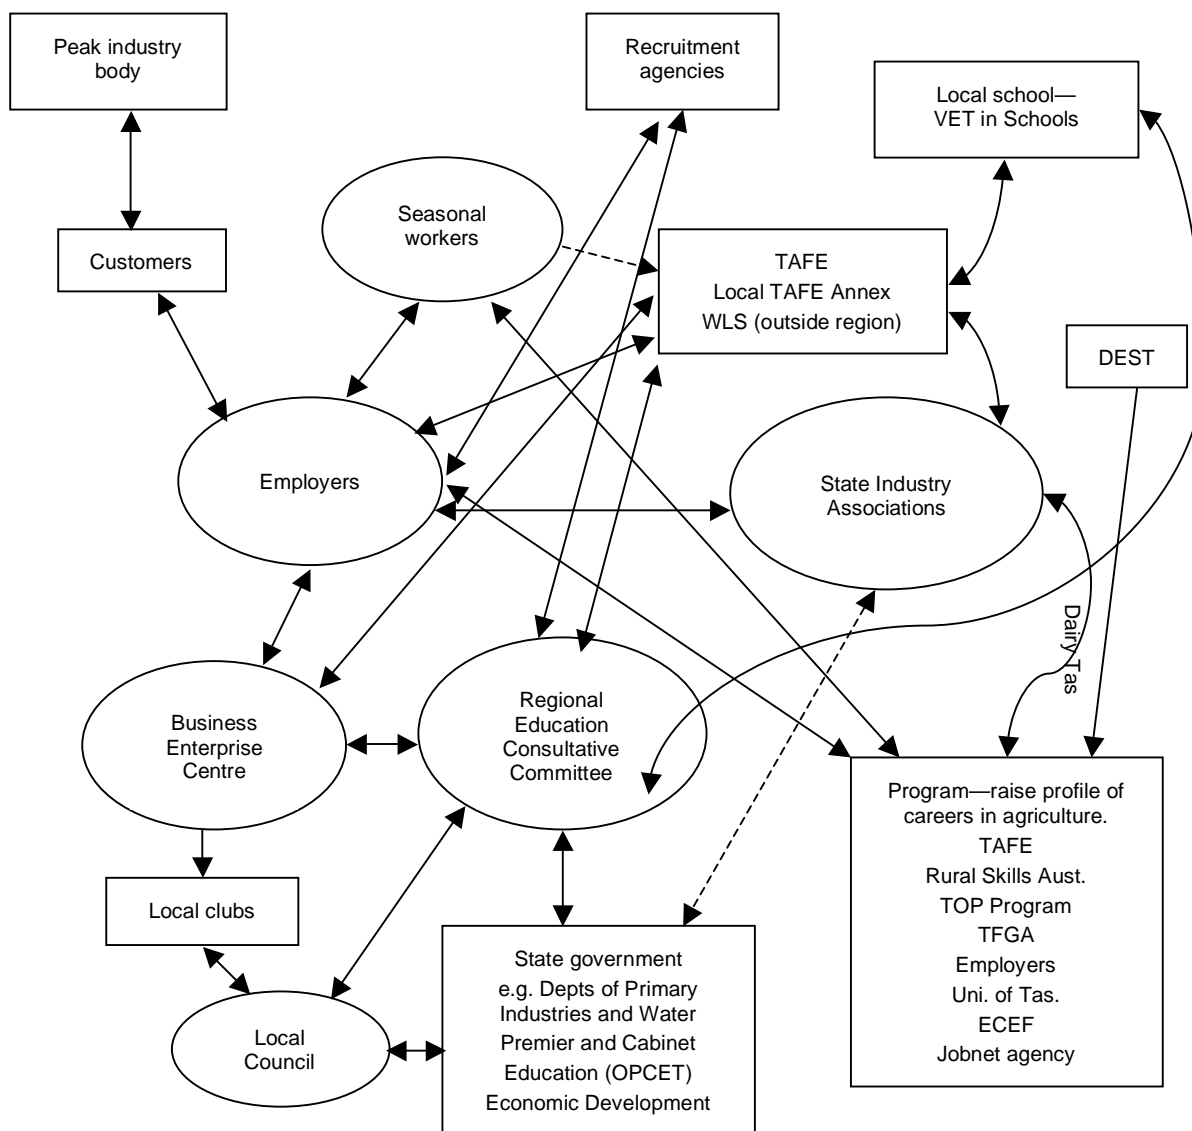 Peak industry
body
Recruitment
agencies
Local school—
VET in Schools
Seasonal
workers
Customers
TAFE
Local TAFE Annex
WLS (outside region)
DEST
Employers
State Industry
Associations
Dairy Tas
Business
Enterprise
Centre
Regional
Education
Consultative
Committee
Program—raise profile of
careers in agriculture.
TAFE
Rural Skills Aust.
TOP Program
TFGA
Employers
Uni. of Tas.
ECEF
Jobnet agency
Local clubs
State government
e.g. Depts of Primary
Industries and Water
Premier and Cabinet
Education (OPCET)
Economic Development
Local
Council